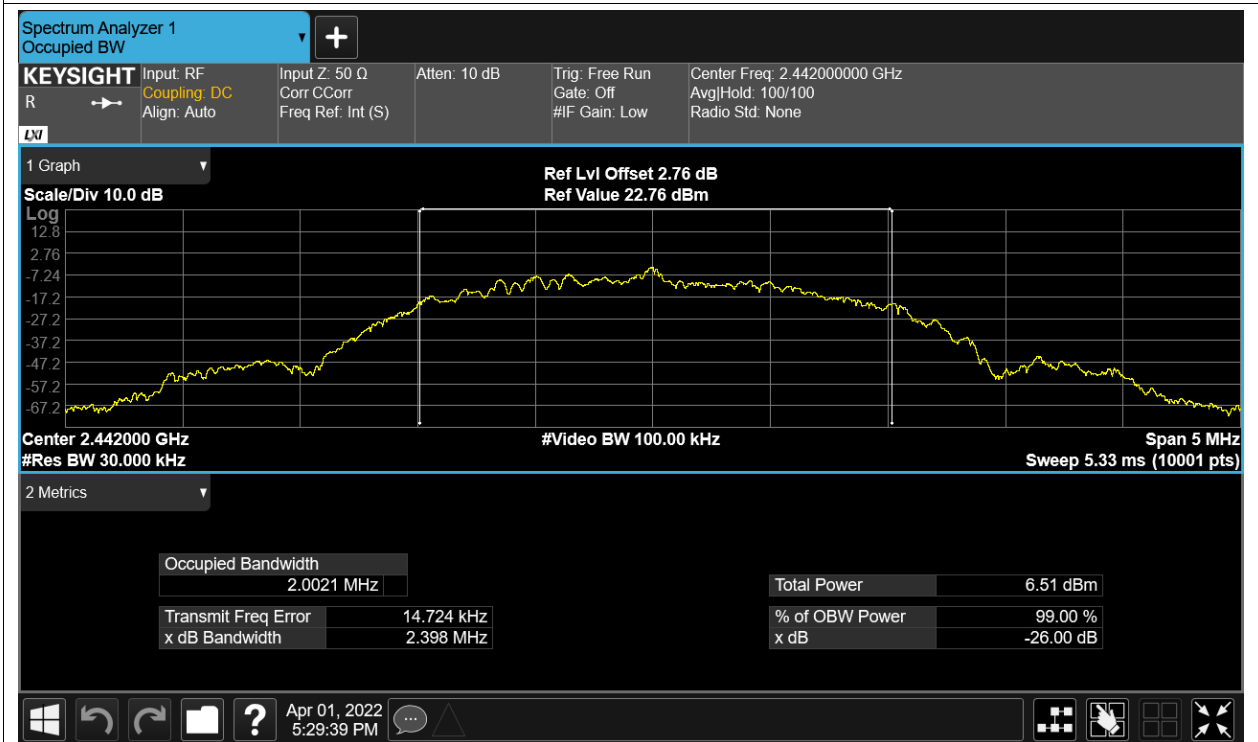 Spectrum Analyzer 1
Occupied BW
KEYSIGHT
R
LXI
Input: RF
Coupling: DC
Align: Auto
Input Z: 50 Ω
Corr CCorr
Freq Ref: Int (S)
Atten: 10 dB
Trig: Free Run
Gate: Off
#IF Gain: Low
Center Freq: 2.442000000 GHz
Avg|Hold: 100/100
Radio Std: None
1 Graph
Ref Lvl Offset 2.76 dB
Scale/Div 10.0 dB
Ref Value 22.76 dBm
Log
12.8
2.76
-7.24
-17.2
-27.2
-37.2
-47.2
-57.2
-67.2
Center 2.442000 GHz
#Video BW 100.00 kHz
Span 5 MHz
#Res BW 30.000 kHz
Sweep 5.33 ms (10001 pts)
2 Metrics
Occupied Bandwidth
2.0021 MHz
Total Power 6.51 dBm
Transmit Freq Error 14.724 kHz
% of OBW Power 99.00 %
x dB Bandwidth 2.398 MHz
x dB -26.00 dB
?
Apr 01, 2022
5:29:39 PM